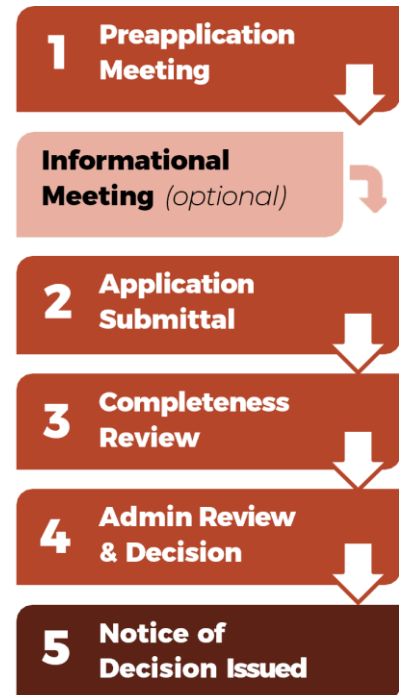 1
Preapplication
Meeting
Informational
Meeting (optional)
2
Application
Submittal
3
Completeness
Review
4
Admin Review
& Decision
5
Notice of
Decision Issued